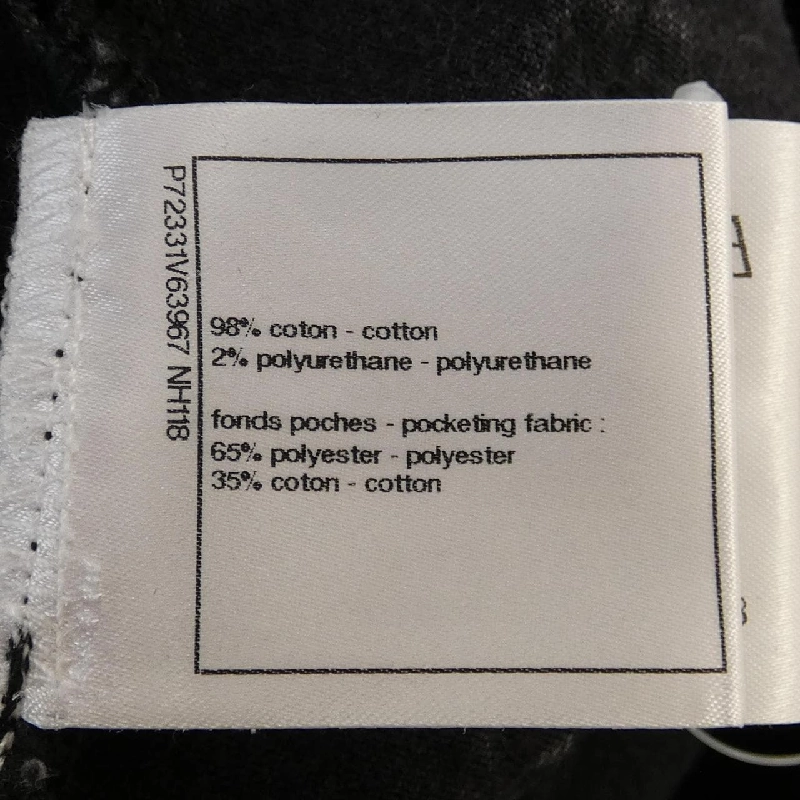 P72331V63967 NH118
98% coton - cotton
2% polyurethane - polyurethane
fonds poches - pocketing fabric :
65% polyester - polyester
35% coton - cotton